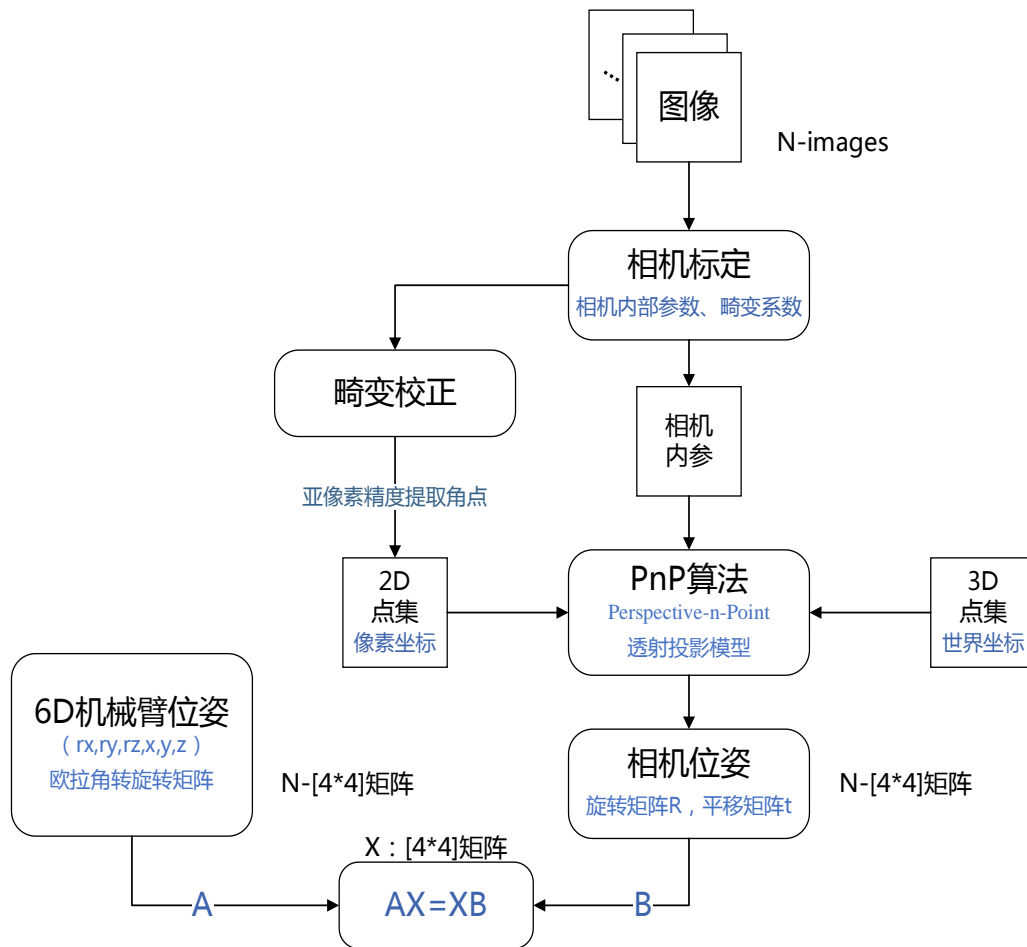 ...
图像
N-images
相机标定
相机内部参数、畸变系数
畸变校正
相机
内参
亚像素精度提取角点
2D
点集
像素坐标
PnP算法
Perspective-n-Point
透射投影模型
3D
点集
世界坐标
6D机械臂位姿
（rx,ry,rz,x,y,z）
欧拉角转旋转矩阵
N-[4*4]矩阵
相机位姿
旋转矩阵R，平移矩阵t
N-[4*4]矩阵
X：[4*4]矩阵
A
AX=XB
B